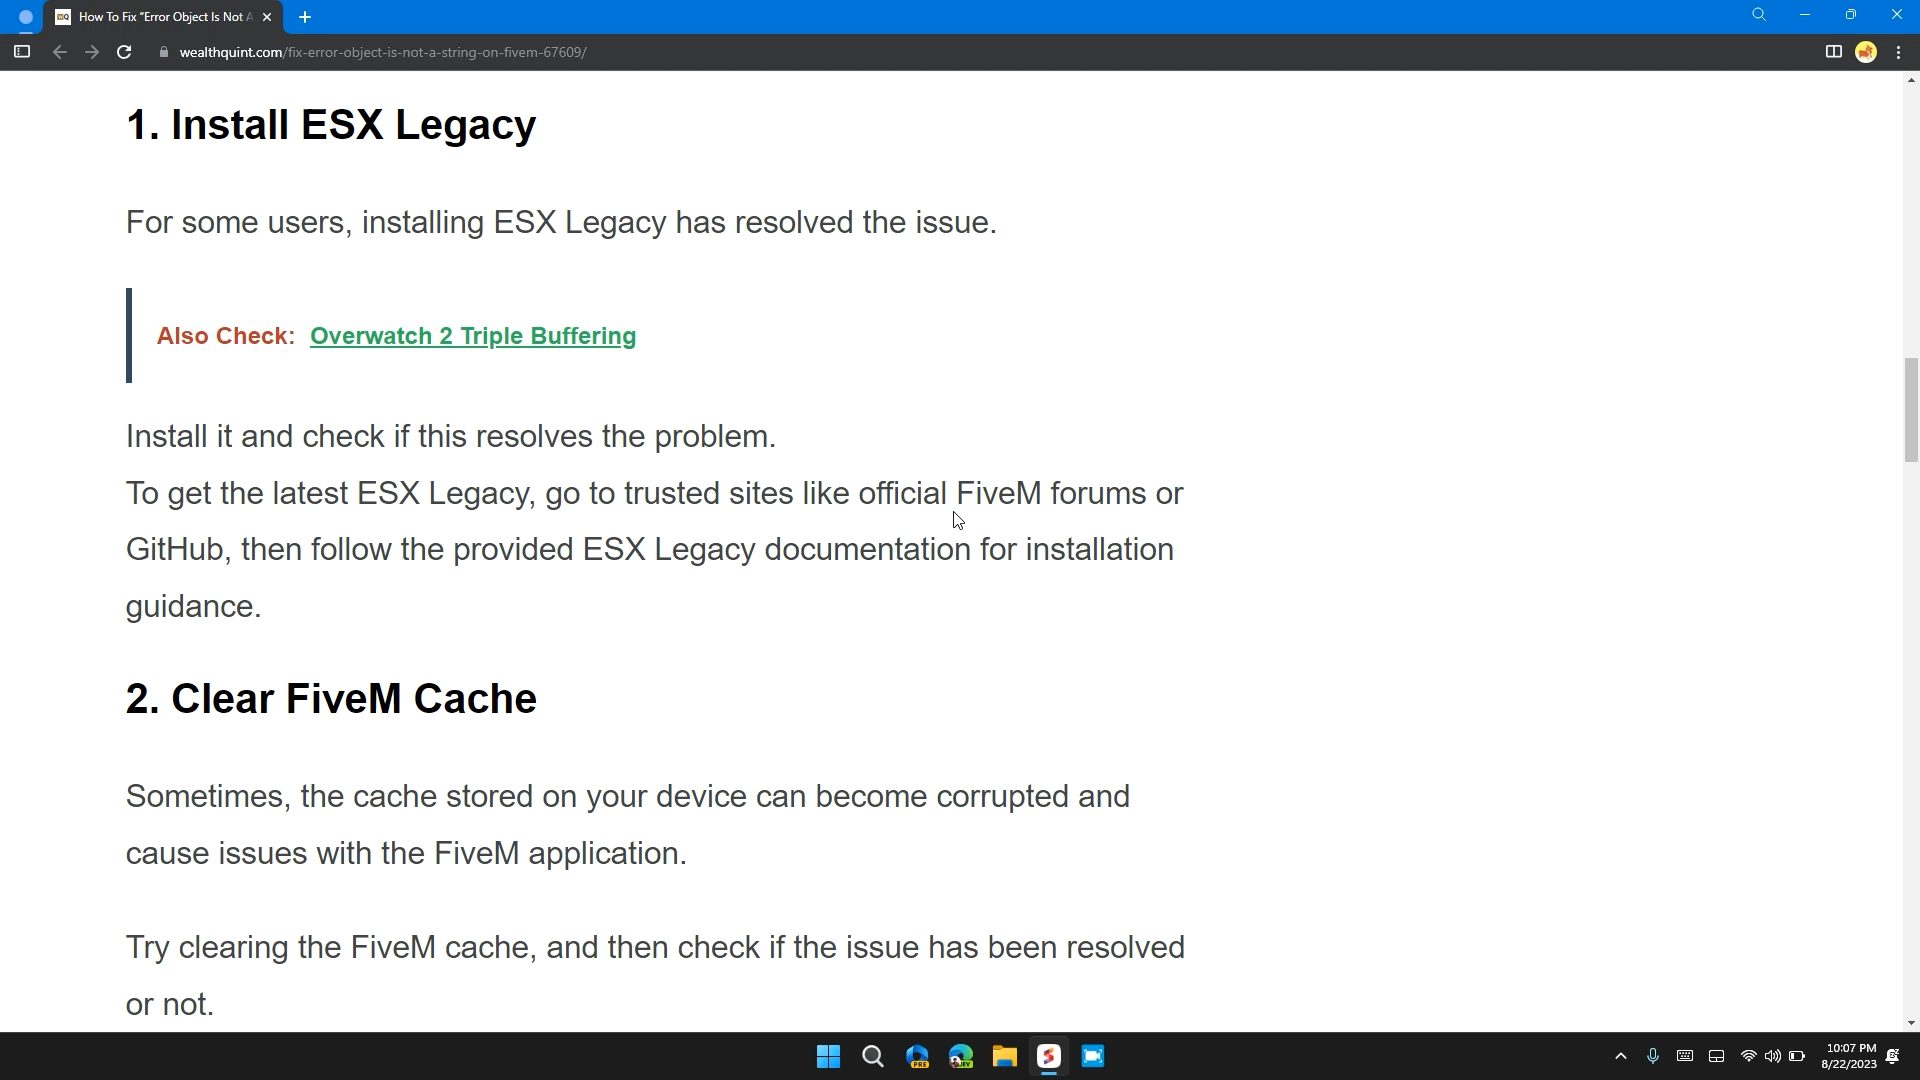 How To Fix "Error Object Is Not A
wealthquint.com/fix-error-object-is-not-a-string-on-fivem-67609/
1. Install ESX Legacy
For some users, installing ESX Legacy has resolved the issue.
Also Check: Overwatch 2 Triple Buffering
Install it and check if this resolves the problem.
To get the latest ESX Legacy, go to trusted sites like official FiveM forums or
GitHub, then follow the provided ESX Legacy documentation for installation
guidance.
2. Clear FiveM Cache
Sometimes, the cache stored on your device can become corrupted and
cause issues with the FiveM application.
Try clearing the FiveM cache, and then check if the issue has been resolved
or not.
PRE
10:07 PM
8/22/2023